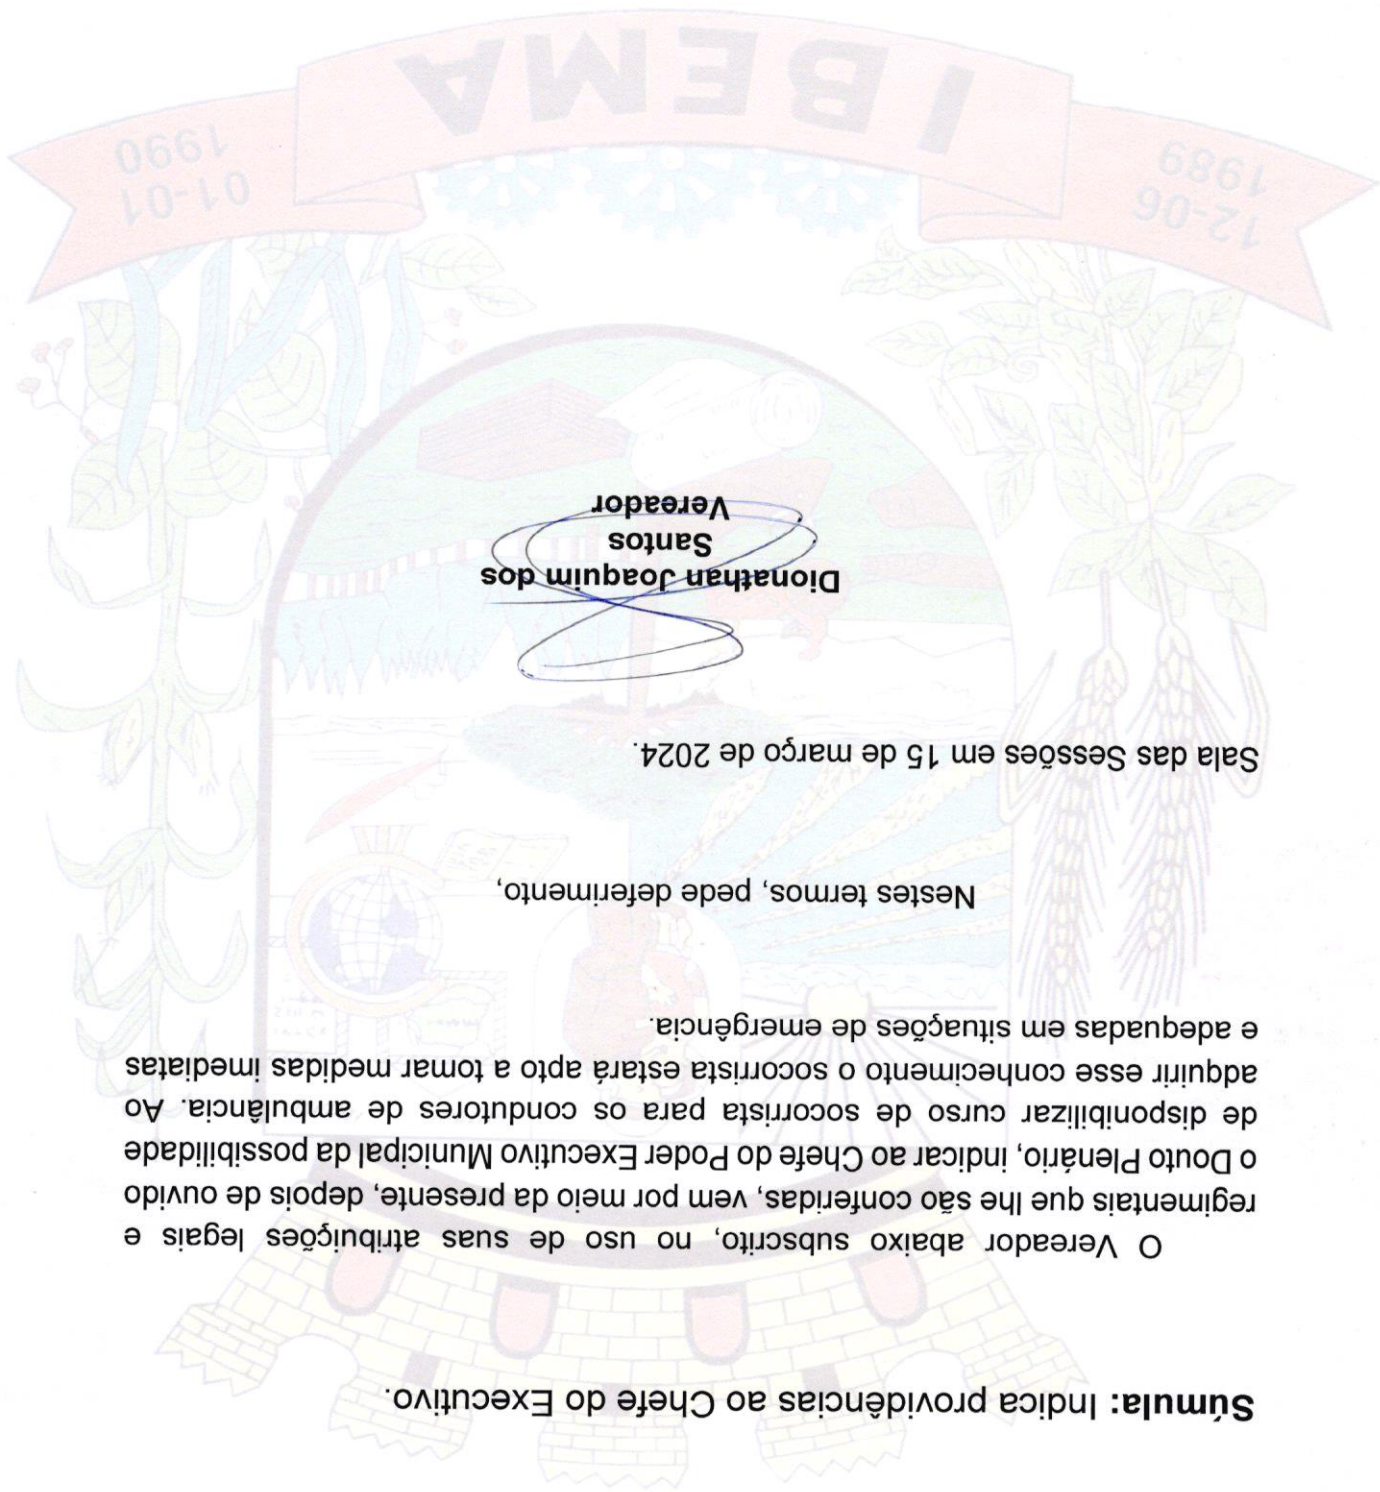 Súmula: Indica providências ao Chefe do Executivo.
O Vereador abaixo subscrito, no uso de suas atribuições legais e
regimentais que lhe são conferidas, vem por meio da presente, depois de ouvido
o Douto Plenário, indicar ao Chefe do Poder Executivo Municipal da possibilidade
de disponibilizar curso de socorrista para os condutores de ambulância. Ao
adquirir esse conhecimento o socorrista estará apto a tomar medidas imediatas
e adequadas em situações de emergência.
Nestes termos, pede deferimento,
Sala das Sessões em 15 de março de 2024.
Dionathan Joaquim dos
Santos
Vereador
12-06
1989
IBEMA
01-01
1990